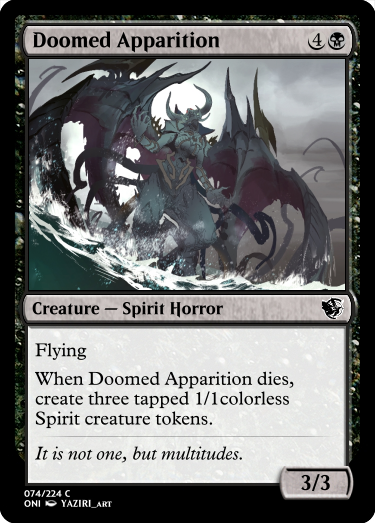 Doomed Apparition 4
Creature — Spirit Horror
Flying
When Doomed Apparition dies,
create three tapped 1/1colorless
Spirit creature tokens.
It is not one, but multitudes.
3/3
074/224 C
ONI YAZIRI_ART